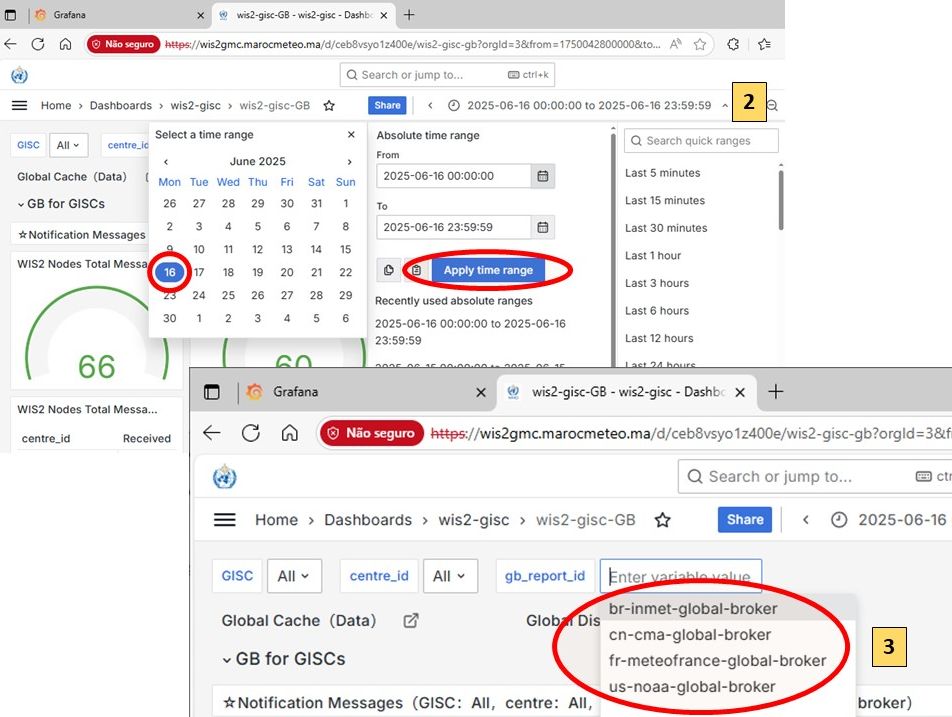 Grafana
wis2-gisc-GB - wis2-gisc - Dashbc
Não seguro
https://wis2gmc.marocmeteo.ma/d/ceb8vsyo1z400e/wis2-gisc-gb?orgId=3&from=1750042800000&to...
Search or jump to...
ctrl+k
Home › Dashboards › wis2-gisc › wis2-gisc-GB
Share
2025-06-16 00:00:00 to 2025-06-16 23:59:59
2
GISC
All
centre_id
Global Cache (Data)
GB for GISCs
☆Notification Messages
WIS2 Nodes Total Messa
66
60
WIS2 Nodes Total Messa...
centre_id
Received
Select a time range
June 2025
Mon Tue Wed Thu Fri Sat Sun
26 27 28 29 30 31 1
2 3 4 5 6 7 8
9 10 11 12 13 14 15
16 17 18 19 20 21 22
23 24 25 26 27 28 29
30 1 2 3 4 5 6
Absolute time range
From
2025-06-16 00:00:00
To
2025-06-16 23:59:59
Apply time range
Recently used absolute ranges
2025-06-16 00:00:00 to 2025-06-16
23:59:59
Search quick ranges
Last 5 minutes
Last 15 minutes
Last 30 minutes
Last 1 hour
Last 3 hours
Last 6 hours
Last 12 hours
Last 24 hours
Grafana
wis2-gisc-GB - wis2-gisc - Dashbc
Não seguro
https://wis2gmc.marocmeteo.ma/d/ceb8vsyo1z400e/wis2-gisc-gb?orgId=3&f
Search or jump to...
ctr
Home › Dashboards › wis2-gisc › wis2-gisc-GB
Share
2025-06-16
GISC
All
centre_id
All
gb_report_id
Enter variable value
br-inmet-global-broker
cn-cma-global-broker
fr-meteofrance-global-broker
us-noaa-global-broker
3
Global Cache (Data)
Global Dis
GB for GISCs
☆Notification Messages (GISC: All, centre: All,
broker)